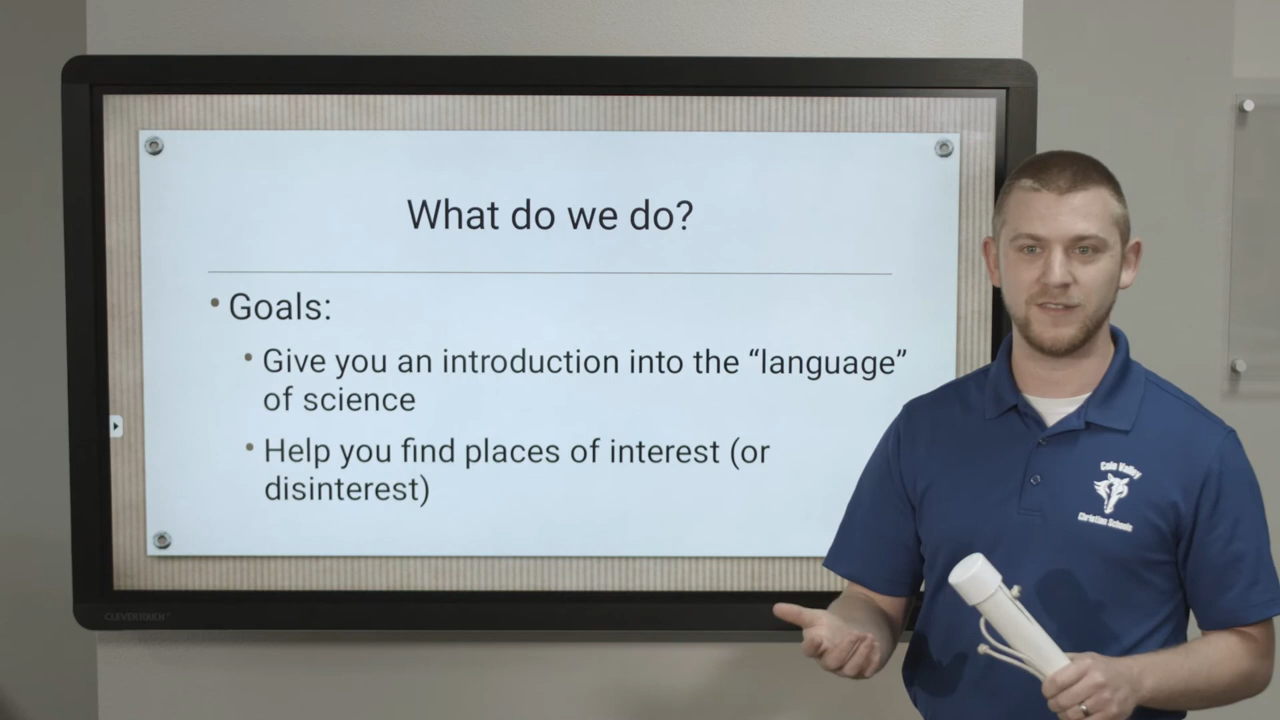 What do we do?
• Goals:
• Give you an introduction into the “language”
of science
• Help you find places of interest (or
disinterest)
CLEVERTOUCH
Cole Valley
Christian Schools